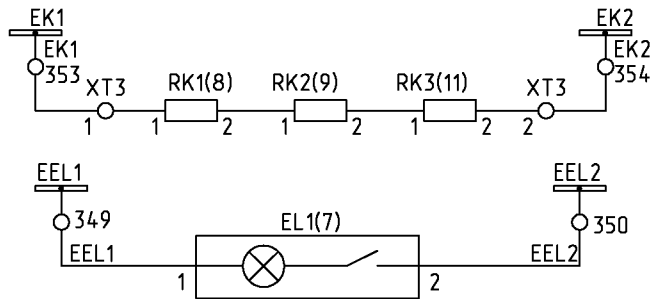 EK1 EK2
EK1 EK2
353 354
XT3 RK1(8) RK2(9) RK3(11) XT3
1 1 2 1 2 1 2 2
EEL1 EEL2
349 350
EL1(7)
EEL1 EEL2
1 2